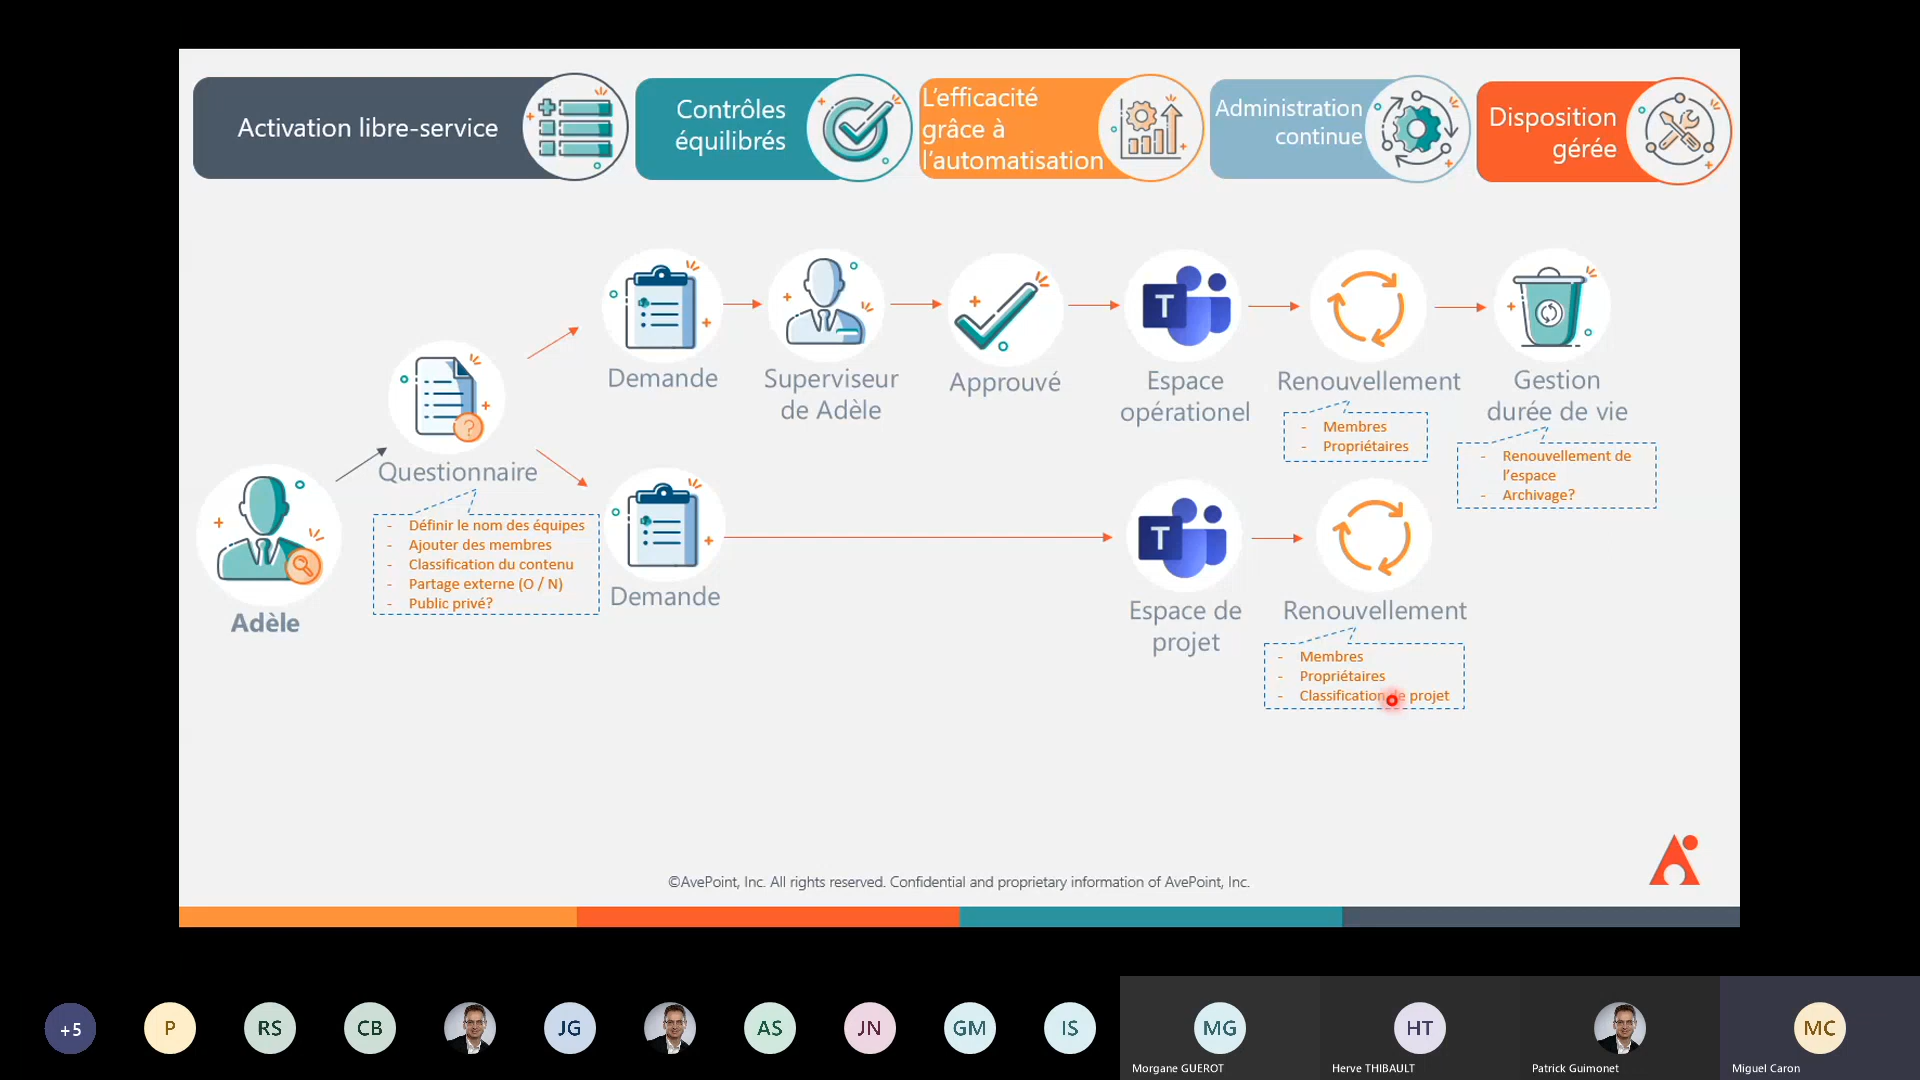 Activation libre-service
Contrôles
équilibrés
L'efficacité
grâce à
l'automatisation
Administration
continue
Disposition
gérée
Demande
Superviseur
de Adèle
Approuvé
T
Espace
opérationel
Renouvellement
- Membres
- Propriétaires
Gestion
durée de vie
- Renouvellement de
l'espace
- Archivage?
?
Questionnaire
- Définir le nom des équipes
- Ajouter des membres
- Classification du contenu
- Partage externe (O / N)
- Public privé?
Adèle
Demande
T
Espace de
projet
Renouvellement
- Membres
- Propriétaires
- Classification de projet
©AvePoint, Inc. All rights reserved. Confidential and proprietary information of AvePoint, Inc.
+5
P
RS
CB
JG
AS
JN
GM
IS
MG
Morgane GUEROT
HT
Herve THIBAULT
Patrick Guimonet
MC
Miguel Caron